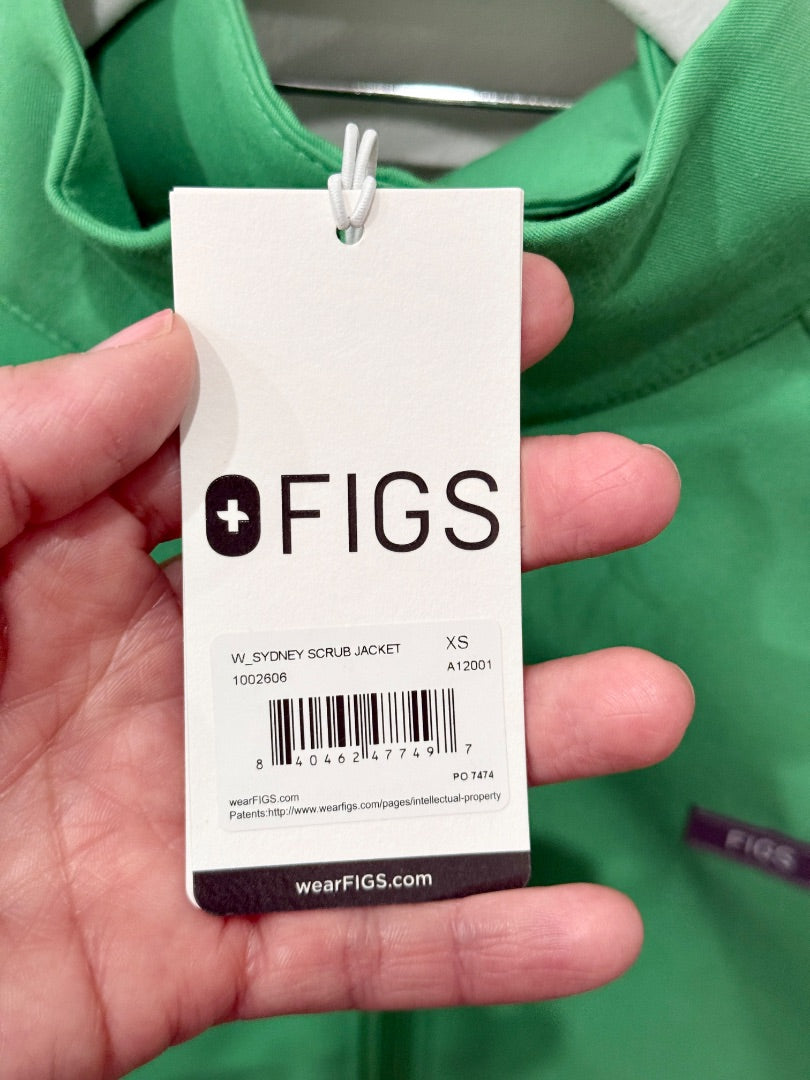 FIGS
W_SYDNEY SCRUB JACKET XS
1002606 A12001
8 40462 47749 7
PO 7474
wearFIGS.com
Patents:http://www.wearfigs.com/pages/intellectual-property
wearFIGS.com
FIGS